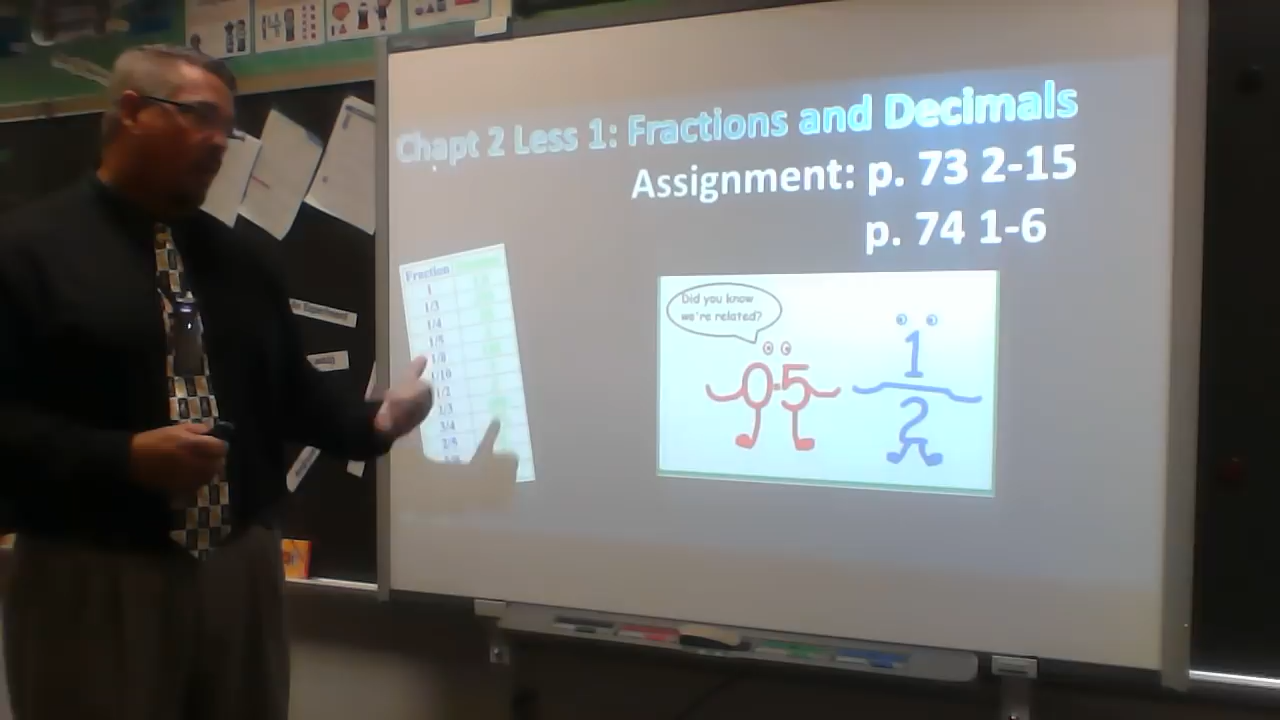 Chapt 2 Less 1: Fractions and Decimals
Assignment: p. 73 2-15
p. 74 1-6
Fraction
1
1/3
1/4
1/5
1/8
1/10
1/2
1/3
3/4
2/5
Did you know
we're related?
0.5
1
2
14
Experiment